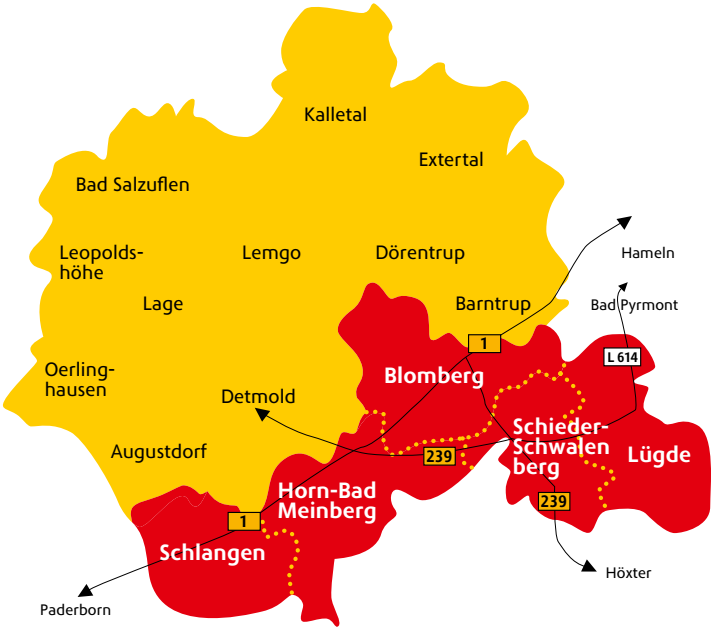 Kalletal
Extertal
Bad Salzuflen
Leopolds-
höhe
Lemgo
Dörentrup
Hameln
Lage
Barntrup
Bad Pyrmont
1
L 614
Oerling-
hausen
Blomberg
Detmold
Augustdorf
239
Schieder-
Schwalen
berg
Lügde
Horn-Bad
Meinberg
239
1
Schlangen
Höxter
Paderborn